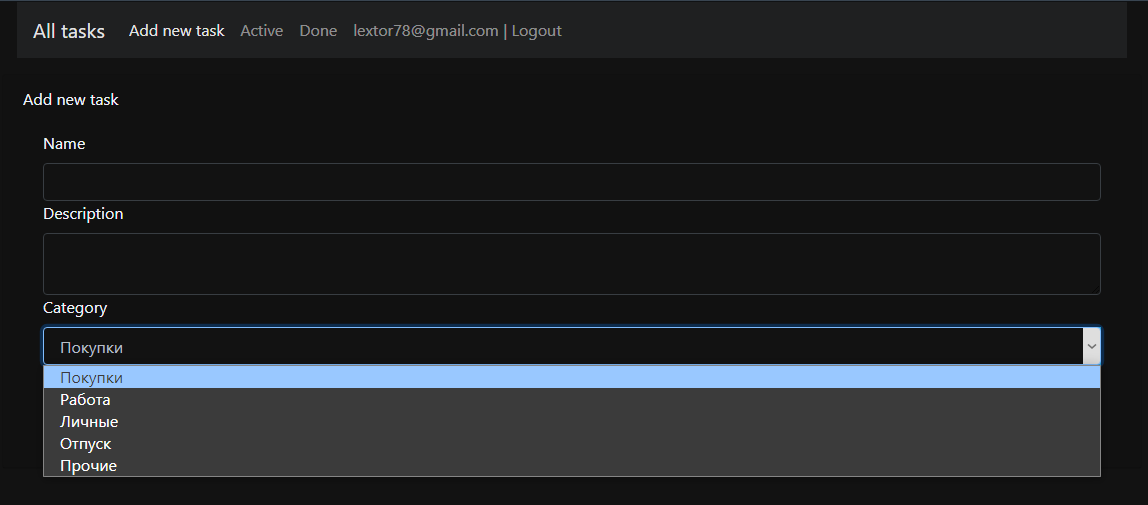 All tasks Add new task Active Done lextor78@gmail.com | Logout
Add new task
Name
Description
Category
Покупки
Покупки
Работа
Личные
Отпуск
Прочие